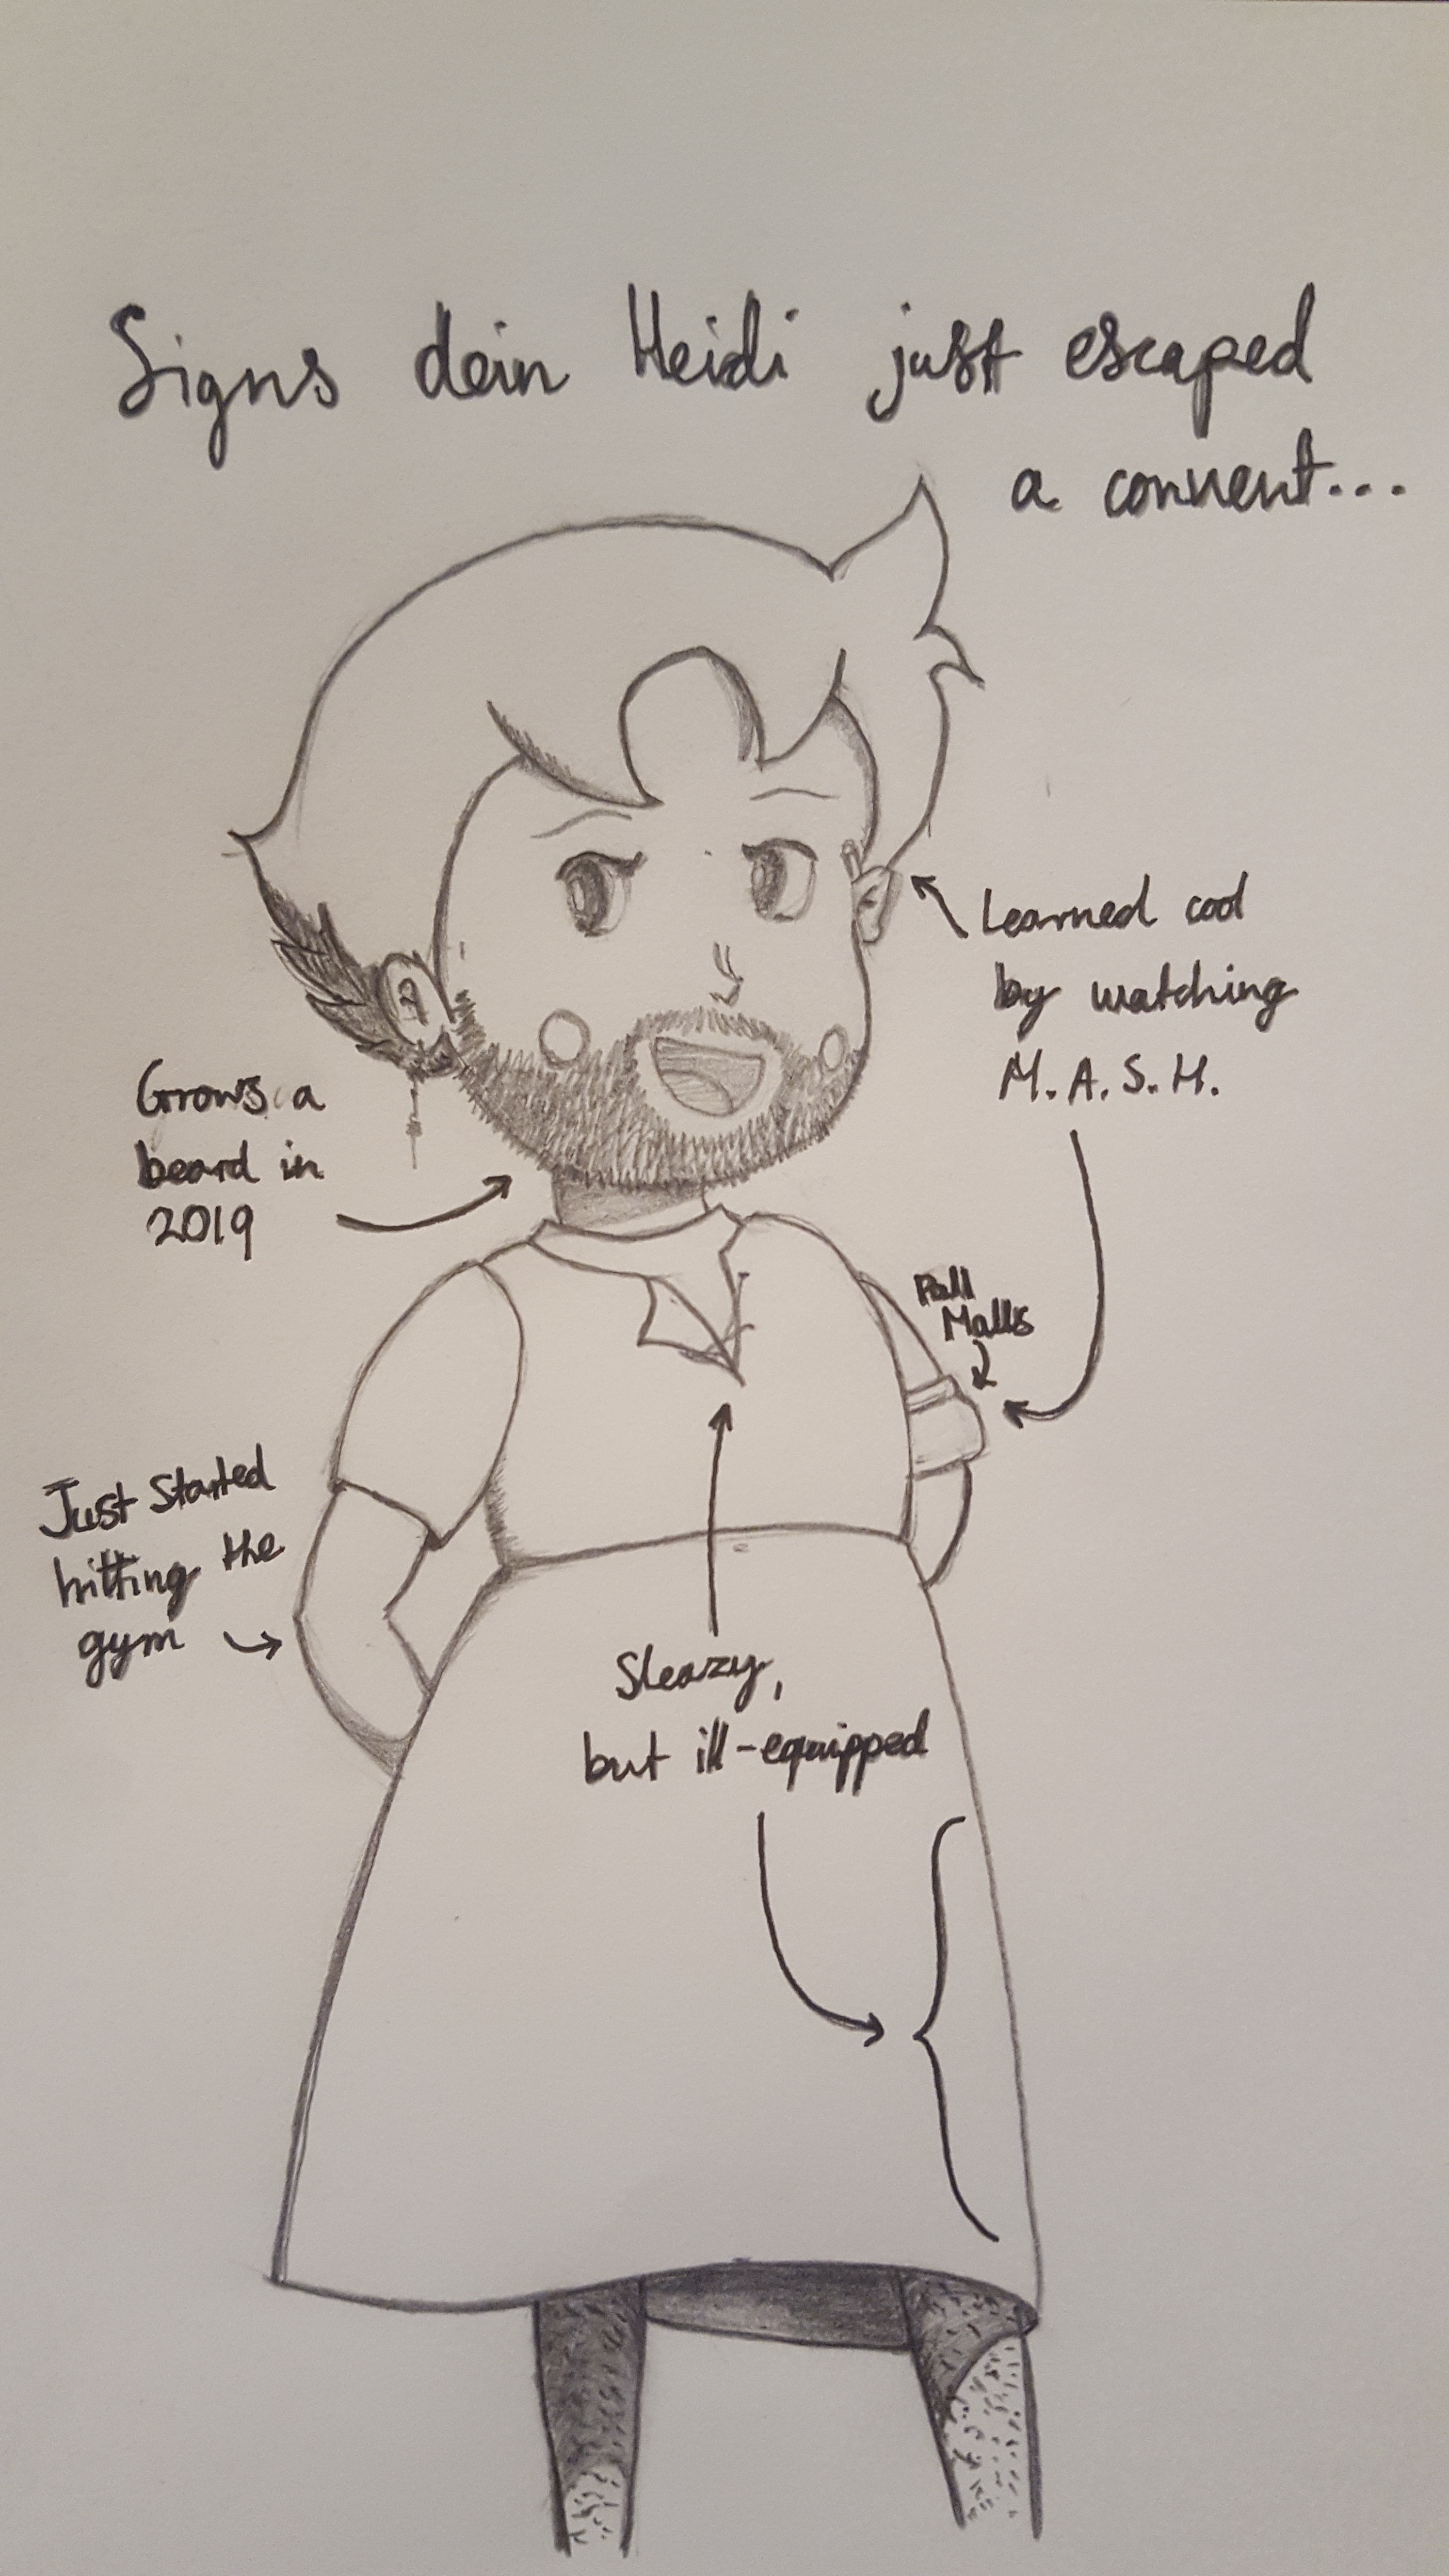 Signs dein Heidi just escaped
a convent...
Learned cool
by watching
M.A.S.H.
Grows a
beard in
2019
Pall
Malls
Just started
hitting the
gym
Sleazy,
but ill-equipped